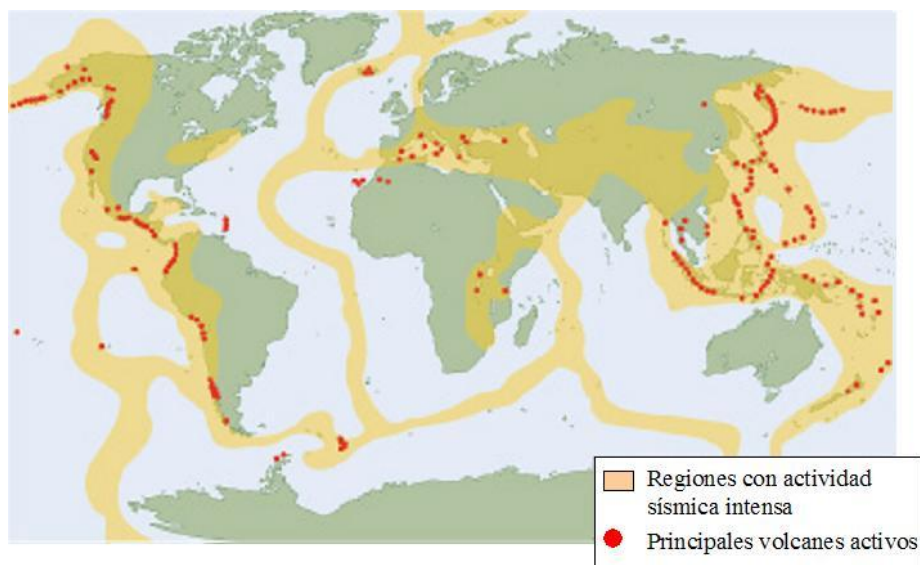 Regiones con actividad
sísmica intensa
Principales volcanes activos